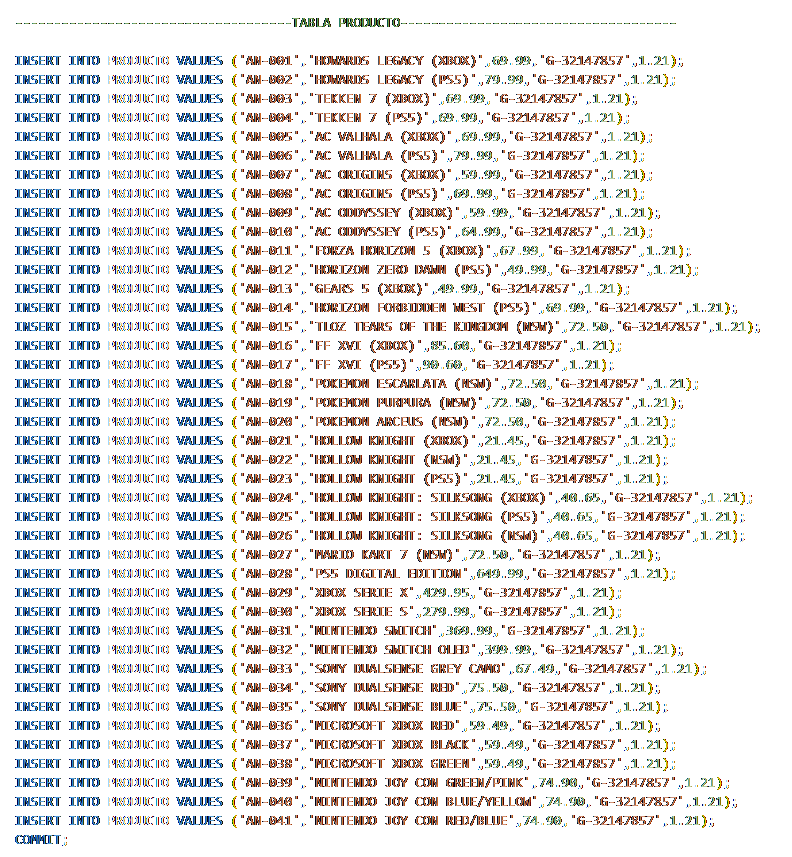 ------------------------------------TABLA PRODUCTO------------------------------------
INSERT INTO PRODUCTO VALUES ("AN-001","HOWARDS LEGACY (XBOX)",69.99,"G-32147857",1.21);
INSERT INTO PRODUCTO VALUES ("AN-002","HOWARDS LEGACY (PS5)",79.99,"G-32147857",1.21);
INSERT INTO PRODUCTO VALUES ("AN-003","TEKKEN 7 (XBOX)",69.99,"G-32147857",1.21);
INSERT INTO PRODUCTO VALUES ("AN-004","TEKKEN 7 (PS5)",69.99,"G-32147857",1.21);
INSERT INTO PRODUCTO VALUES ("AN-005","AC VALHALA (XBOX)",69.99,"G-32147857",1.21);
INSERT INTO PRODUCTO VALUES ("AN-006","AC VALHALA (PS5)",79.99,"G-32147857",1.21);
INSERT INTO PRODUCTO VALUES ("AN-007","AC ORIGINS (XBOX)",59.99,"G-32147857",1.21);
INSERT INTO PRODUCTO VALUES ("AN-008","AC ORIGINS (PS5)",69.99,"G-32147857",1.21);
INSERT INTO PRODUCTO VALUES ("AN-009","AC ODDYSSEY (XBOX)",59.99,"G-32147857",1.21);
INSERT INTO PRODUCTO VALUES ("AN-010","AC ODDYSSEY (PS5)",64.99,"G-32147857",1.21);
INSERT INTO PRODUCTO VALUES ("AN-011","FORZA HORIZON 5 (XBOX)",67.99,"G-32147857",1.21);
INSERT INTO PRODUCTO VALUES ("AN-012","HORIZON ZERO DAWN (PS5)",49.99,"G-32147857",1.21);
INSERT INTO PRODUCTO VALUES ("AN-013","GEARS 5 (XBOX)",49.99,"G-32147857",1.21);
INSERT INTO PRODUCTO VALUES ("AN-014","HORIZON FORBIDDEN WEST (PS5)",69.99,"G-32147857",1.21);
INSERT INTO PRODUCTO VALUES ("AN-015","TLOZ TEARS OF THE KINGDOM (NSW)",72.50,"G-32147857",1.21);
INSERT INTO PRODUCTO VALUES ("AN-016","FF XVI (XBOX)",85.60,"G-32147857",1.21);
INSERT INTO PRODUCTO VALUES ("AN-017","FF XVI (PS5)",90.60,"G-32147857",1.21);
INSERT INTO PRODUCTO VALUES ("AN-018","POKEMON ESCARLATA (NSW)",72.50,"G-32147857",1.21);
INSERT INTO PRODUCTO VALUES ("AN-019","POKEMON PURPURA (NSW)",72.50,"G-32147857",1.21);
INSERT INTO PRODUCTO VALUES ("AN-020","POKEMON ARCEUS (NSW)",72.50,"G-32147857",1.21);
INSERT INTO PRODUCTO VALUES ("AN-021","HOLLOW KNIGHT (XBOX)",21.45,"G-32147857",1.21);
INSERT INTO PRODUCTO VALUES ("AN-022","HOLLOW KNIGHT (NSW)",21.45,"G-32147857",1.21);
INSERT INTO PRODUCTO VALUES ("AN-023","HOLLOW KNIGHT (PS5)",21.45,"G-32147857",1.21);
INSERT INTO PRODUCTO VALUES ("AN-024","HOLLOW KNIGHT: SILKSONG (XBOX)",40.65,"G-32147857",1.21);
INSERT INTO PRODUCTO VALUES ("AN-025","HOLLOW KNIGHT: SILKSONG (PS5)",40.65,"G-32147857",1.21);
INSERT INTO PRODUCTO VALUES ("AN-026","HOLLOW KNIGHT: SILKSONG (NSW)",40.65,"G-32147857",1.21);
INSERT INTO PRODUCTO VALUES ("AN-027","MARIO KART 7 (NSW)",72.50,"G-32147857",1.21);
INSERT INTO PRODUCTO VALUES ("AN-028","PS5 DIGITAL EDITION",649.99,"G-32147857",1.21);
INSERT INTO PRODUCTO VALUES ("AN-029","XBOX SERIE X",429.95,"G-32147857",1.21);
INSERT INTO PRODUCTO VALUES ("AN-030","XBOX SERIE S",279.99,"G-32147857",1.21);
INSERT INTO PRODUCTO VALUES ("AN-031","NINTENDO SWITCH",369.99,"G-32147857",1.21);
INSERT INTO PRODUCTO VALUES ("AN-032","NINTENDO SWITCH OLED",399.99,"G-32147857",1.21);
INSERT INTO PRODUCTO VALUES ("AN-033","SONY DUALSENSE GREY CAMO",67.49,"G-32147857",1.21);
INSERT INTO PRODUCTO VALUES ("AN-034","SONY DUALSENSE RED",75.50,"G-32147857",1.21);
INSERT INTO PRODUCTO VALUES ("AN-035","SONY DUALSENSE BLUE",75.50,"G-32147857",1.21);
INSERT INTO PRODUCTO VALUES ("AN-036","MICROSOFT XBOX RED",59.49,"G-32147857",1.21);
INSERT INTO PRODUCTO VALUES ("AN-037","MICROSOFT XBOX BLACK",59.49,"G-32147857",1.21);
INSERT INTO PRODUCTO VALUES ("AN-038","MICROSOFT XBOX GREEN",59.49,"G-32147857",1.21);
INSERT INTO PRODUCTO VALUES ("AN-039","NINTENDO JOY CON GREEN/PINK",74.90,"G-32147857",1.21);
INSERT INTO PRODUCTO VALUES ("AN-040","NINTENDO JOY CON BLUE/YELLOW",74.90,"G-32147857",1.21);
INSERT INTO PRODUCTO VALUES ("AN-041","NINTENDO JOY CON RED/BLUE",74.90,"G-32147857",1.21);
COMMIT;